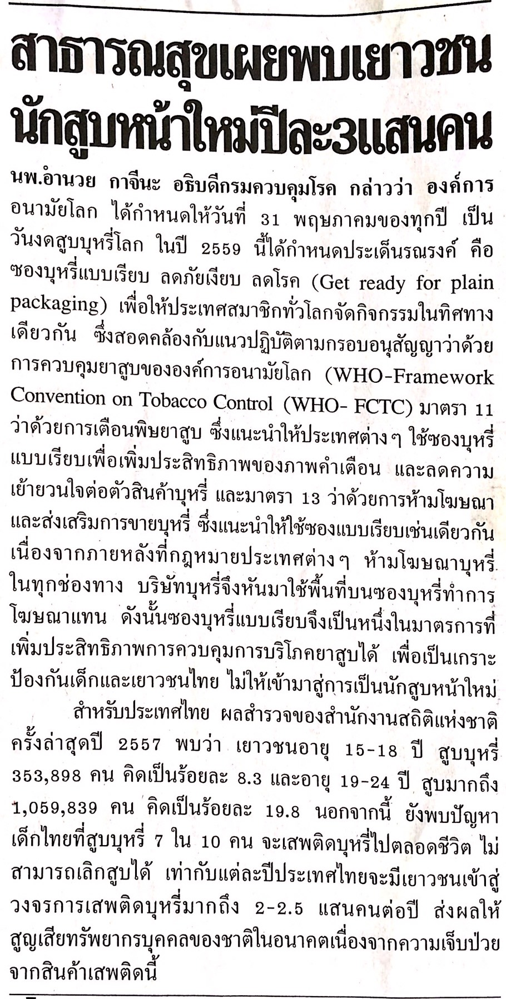 สาธารณสุขเผยพบเยาวชน
นักสูบหน้าใหม่ปีละ3แสนคน
นพ.อำนวย กาจีนะ อธิบดีกรมควบคุมโรค กล่าวว่า องค์การ
อนามัยโลก ได้กำหนดให้วันที่ 31 พฤษภาคมของทุกปี เป็น
วันงดสูบบุหรี่โลก ในปี 2559 นี้ได้กำหนดประเด็นรณรงค์ คือ
ซองบุหรี่แบบเรียบ ลดภัยเงียบ ลดโรค (Get ready for plain
packaging) เพื่อให้ประเทศสมาชิกทั่วโลกจัดกิจกรรมในทิศทาง
เดียวกัน ซึ่งสอดคล้องกับแนวปฏิบัติตามกรอบอนุสัญญาว่าด้วย
การควบคุมยาสูบขององค์การอนามัยโลก (WHO-Framework
Convention on Tobacco Control (WHO- FCTC) มาตรา 11
ว่าด้วยการเตือนพิษยาสูบ ซึ่งแนะนำให้ประเทศต่างๆ ใช้ซองบุหรี่
แบบเรียบเพื่อเพิ่มประสิทธิภาพของภาพคำเตือน และลดความ
เย้ายวนใจต่อตัวสินค้าบุหรี่ และมาตรา 13 ว่าด้วยการห้ามโฆษณา
และส่งเสริมการขายบุหรี่ ซึ่งแนะนำให้ใช้ซองแบบเรียบเช่นเดียวกัน
เนื่องจากภายหลังที่กฎหมายประเทศต่างๆ ห้ามโฆษณาบุหรี่
ในทุกช่องทาง บริษัทบุหรี่จึงหันมาใช้พื้นที่บนซองบุหรี่ทำการ
โฆษณาแทน ดังนั้นซองบุหรี่แบบเรียบจึงเป็นหนึ่งในมาตรการที่
เพิ่มประสิทธิภาพการควบคุมการบริโภคยาสูบได้ เพื่อเป็นเกราะ
ป้องกันเด็กและเยาวชนไทย ไม่ให้เข้ามาสู่การเป็นนักสูบหน้าใหม่
สำหรับประเทศไทย ผลสำรวจของสำนักงานสถิติแห่งชาติ
ครั้งล่าสุดปี 2557 พบว่า เยาวชนอายุ 15-18 ปี สูบบุหรี่
353,898 คน คิดเป็นร้อยละ 8.3 และอายุ 19-24 ปี สูบมากถึง
1,059,839 คน คิดเป็นร้อยละ 19.8 นอกจากนี้ ยังพบปัญหา
เด็กไทยที่สูบบุหรี่ 7 ใน 10 คน จะเสพติดบุหรี่ไปตลอดชีวิต ไม่
สามารถเลิกสูบได้ เท่ากับแต่ละปีประเทศไทยจะมีเยาวชนเข้าสู่
วงจรการเสพติดบุหรี่มากถึง 2-2.5 แสนคนต่อปี ส่งผลให้
สูญเสียทรัพยากรบุคคลของชาติในอนาคตเนื่องจากความเจ็บป่วย
จากสินค้าเสพติดนี้